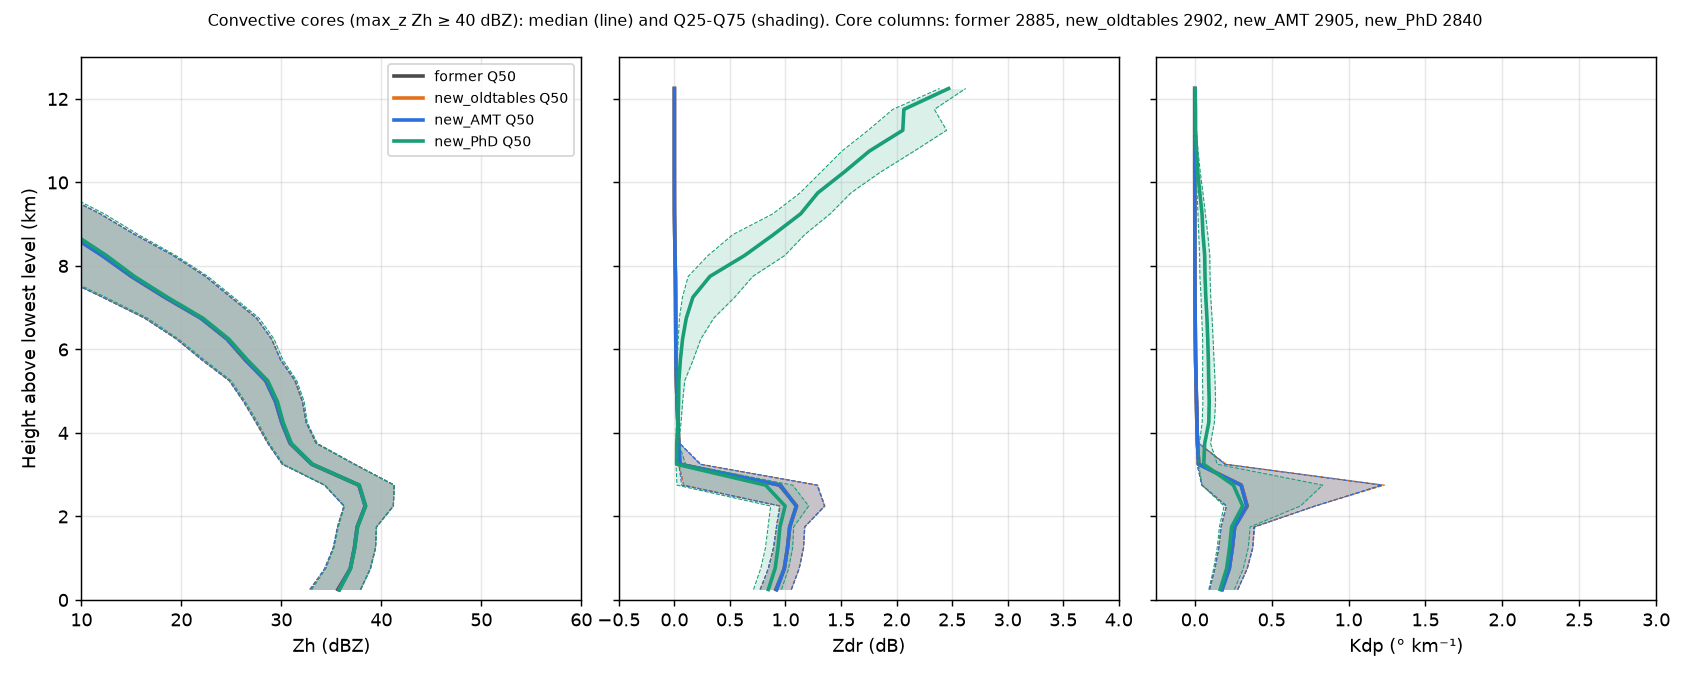 Convective cores (max_z Zh ≥ 40 dBZ): median (line) and Q25-Q75 (shading). Core columns: former 2885, new_oldtables 2902, new_AMT 2905, new_PhD 2840
former Q50
new_oldtables Q50
new_AMT Q50
new_PhD Q50
Height above lowest level (km)
12
10
8
6
4
2
0
10 20 30 40 50 60
Zh (dBZ)
−0.5 0.0 0.5 1.0 1.5 2.0 2.5 3.0 3.5 4.0
Zdr (dB)
0.0 0.5 1.0 1.5 2.0 2.5 3.0
Kdp (° km⁻¹)